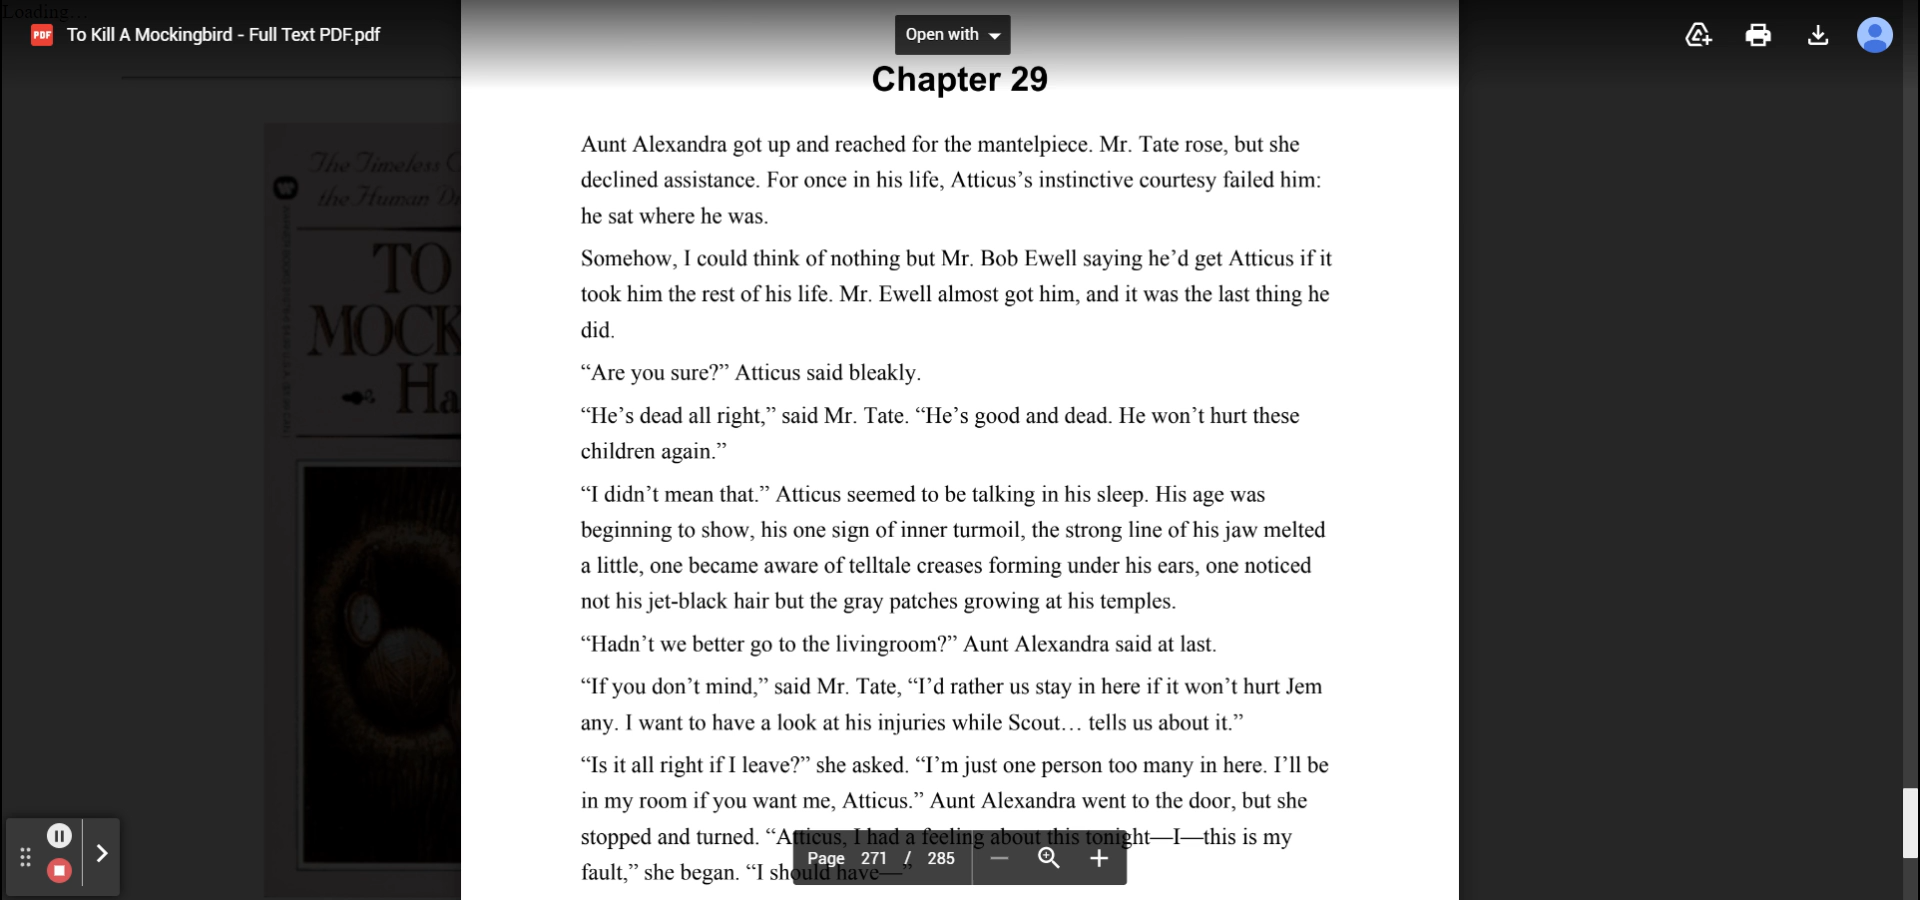 Loading...
PDF
To Kill A Mockingbird - Full Text PDF.pdf
Open with
The Timeless
the Human
TO
MOCK
Ha
Chapter 29
Aunt Alexandra got up and reached for the mantelpiece. Mr. Tate rose, but she
declined assistance. For once in his life, Atticus’s instinctive courtesy failed him:
he sat where he was.
Somehow, I could think of nothing but Mr. Bob Ewell saying he’d get Atticus if it
took him the rest of his life. Mr. Ewell almost got him, and it was the last thing he
did.
“Are you sure?” Atticus said bleakly.
“He’s dead all right,” said Mr. Tate. “He’s good and dead. He won’t hurt these
children again.”
“I didn’t mean that.” Atticus seemed to be talking in his sleep. His age was
beginning to show, his one sign of inner turmoil, the strong line of his jaw melted
a little, one became aware of telltale creases forming under his ears, one noticed
not his jet-black hair but the gray patches growing at his temples.
“Hadn’t we better go to the livingroom?” Aunt Alexandra said at last.
“If you don’t mind,” said Mr. Tate, “I’d rather us stay in here if it won’t hurt Jem
any. I want to have a look at his injuries while Scout… tells us about it.”
“Is it all right if I leave?” she asked. “I’m just one person too many in here. I’ll be
in my room if you want me, Atticus.” Aunt Alexandra went to the door, but she
stopped and turned. “Atticus, I had a feeling about this tonight—I—this is my
fault,” she began. “I should have—”
Page 271 / 285